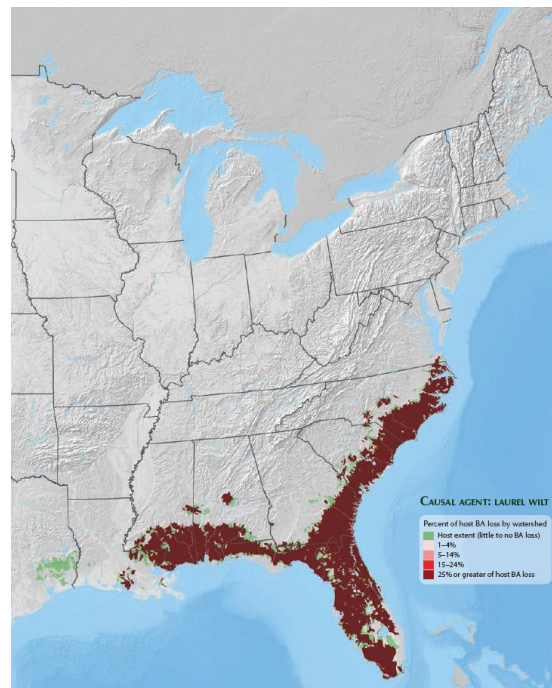 CAUSAL AGENT: LAUREL WILT
Percent of host BA loss by watershed
Host extent (little to no BA loss)
1–4%
5–14%
15–24%
25% or greater of host BA loss